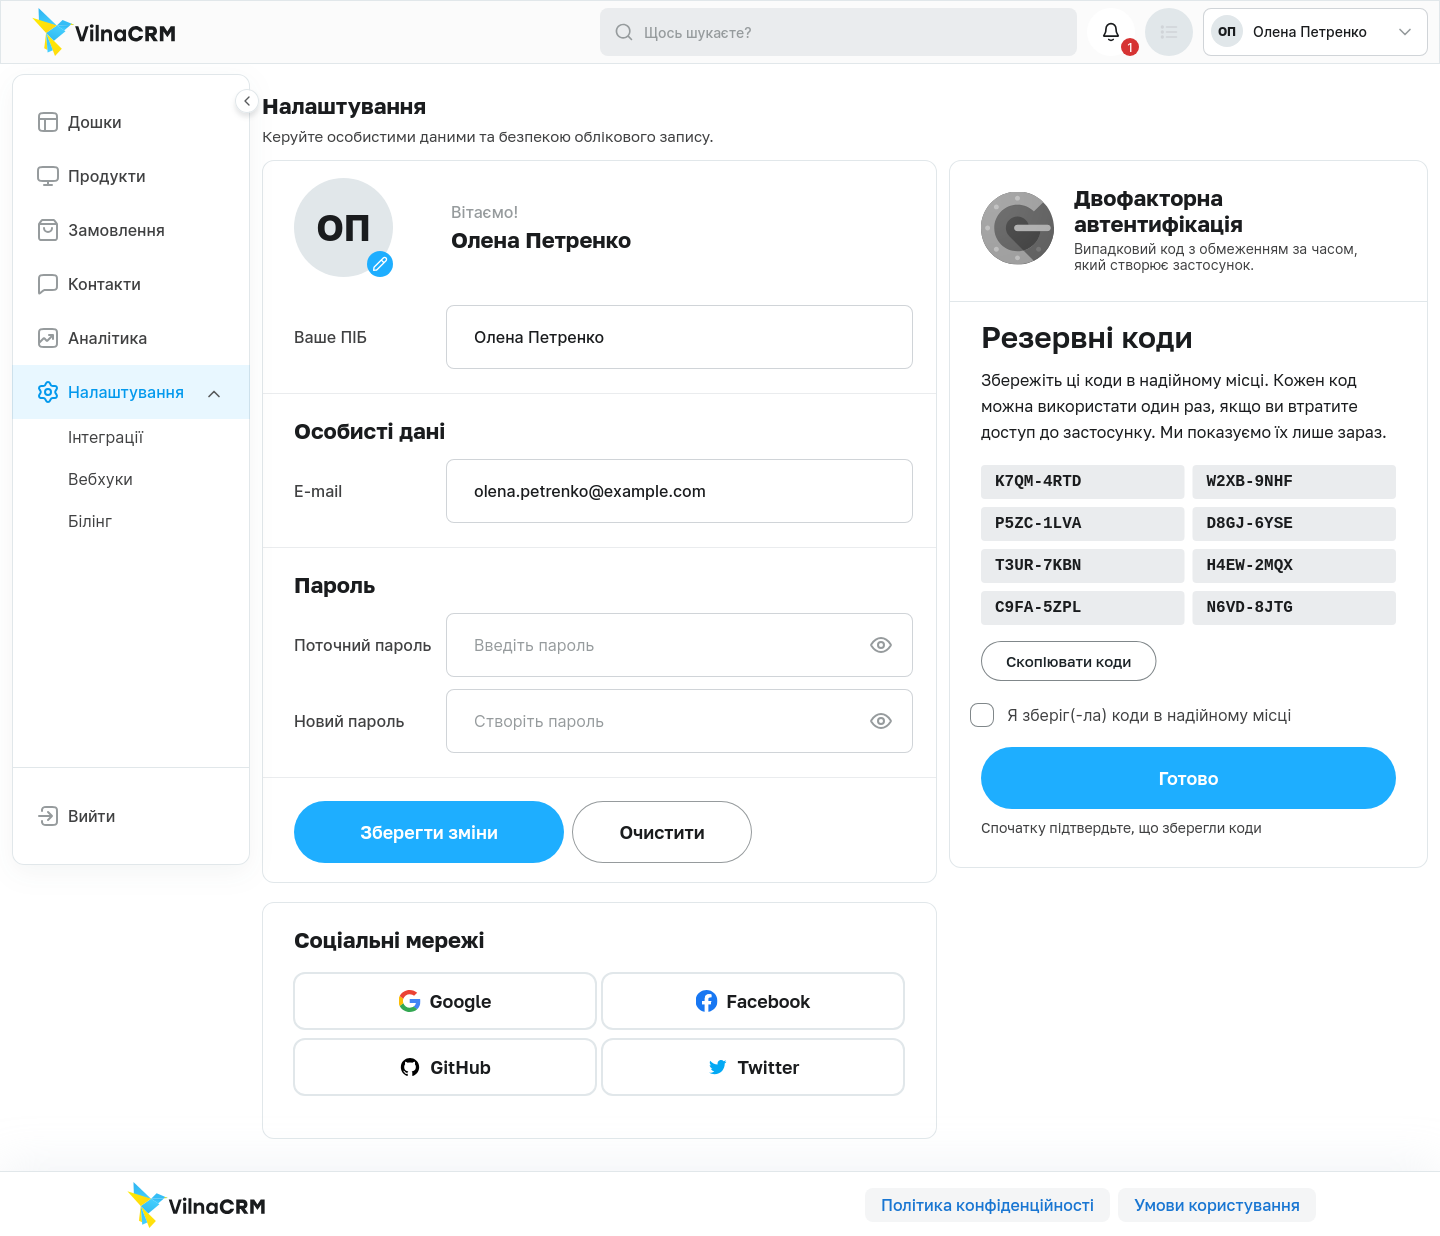 VilnaCRM
Щось шукаєте?
1
ОП
Олена Петренко
Дошки
Продукти
Замовлення
Контакти
Аналітика
Налаштування
Інтеграції
Вебхуки
Білінг
Вийти
Налаштування
Керуйте особистими даними та безпекою облікового запису.
ОП
Вітаємо!
Олена Петренко
Ваше ПІБ
Олена Петренко
Особисті дані
E-mail
olena.petrenko@example.com
Пароль
Поточний пароль
Введіть пароль
Новий пароль
Створіть пароль
Зберегти зміни
Очистити
Соціальні мережі
Google
Facebook
GitHub
Twitter
Двофакторна
автентифікація
Випадковий код з обмеженням за часом,
який створює застосунок.
Резервні коди
Збережіть ці коди в надійному місці. Кожен код
можна використати один раз, якщо ви втратите
доступ до застосунку. Ми показуємо їх лише зараз.
K7QM-4RTD
W2XB-9NHF
P5ZC-1LVA
D8GJ-6YSE
T3UR-7KBN
H4EW-2MQX
C9FA-5ZPL
N6VD-8JTG
Скопіювати коди
Я зберіг(-ла) коди в надійному місці
Готово
Спочатку підтвердьте, що зберегли коди
VilnaCRM
Політика конфіденційності
Умови користування